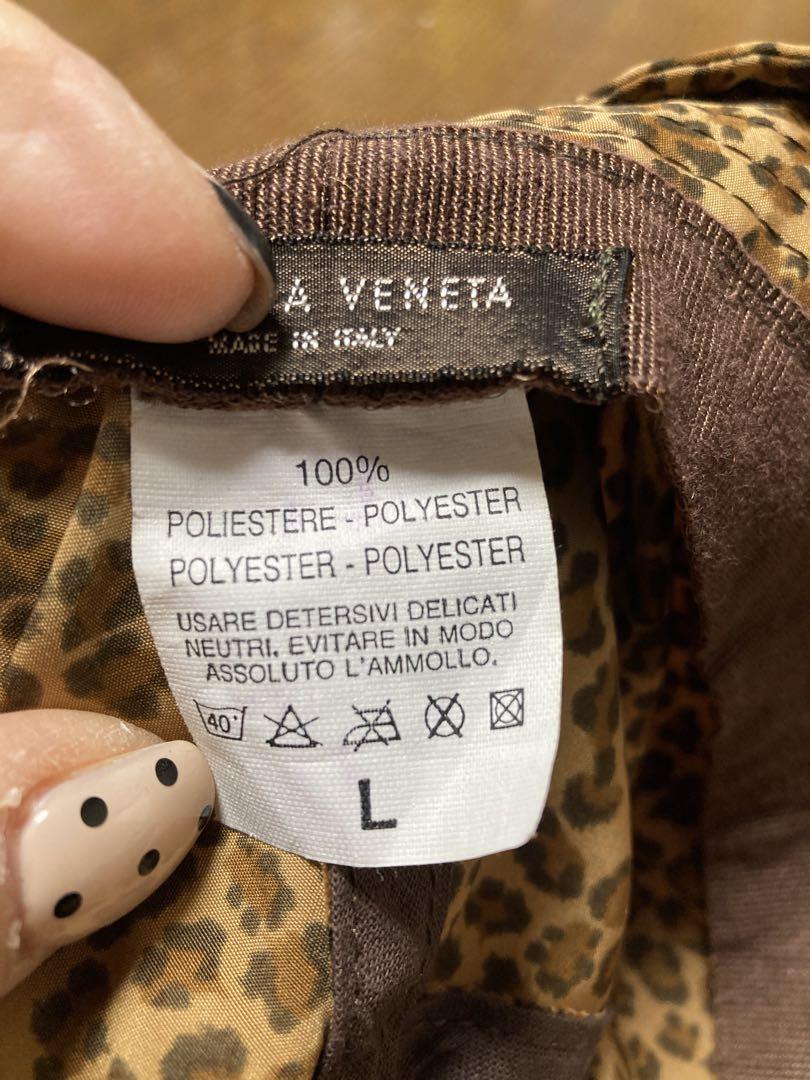 A VENETA
MADE IN ITALY
100%
POLIESTERE - POLYESTER
POLYESTER - POLYESTER
USARE DETERSIVI DELICATI
NEUTRI. EVITARE IN MODO
ASSOLUTO L'AMMOLLO.
40°
L